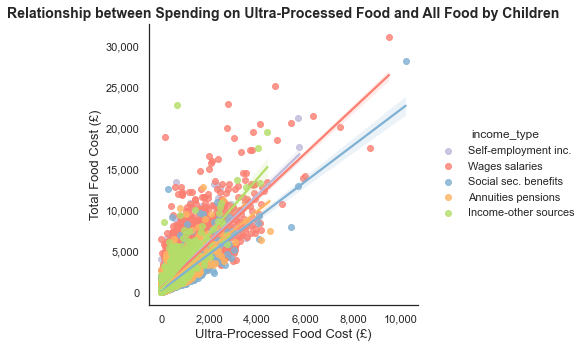 Relationship between Spending on Ultra-Processed Food and All Food by Children
30,000
25,000
20,000
15,000
10,000
5,000
0
Total Food Cost (£)
0 2,000 4,000 6,000 8,000 10,000
Ultra-Processed Food Cost (£)
income_type
Self-employment inc.
Wages salaries
Social sec. benefits
Annuities pensions
Income-other sources